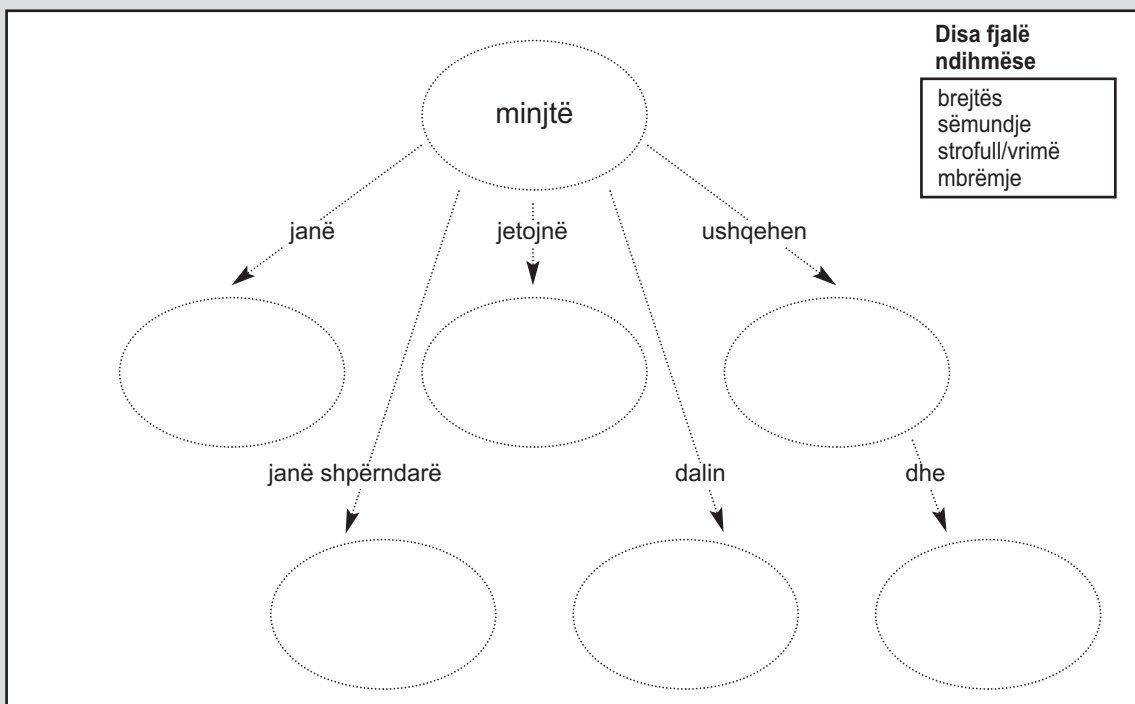 Disa fjalë
ndihmëse
brejtës
sëmundje
strofull/vrimë
mbrëmje
minjtë
janë
jetojnë
ushqehen
janë shpërndarë
dalin
dhe